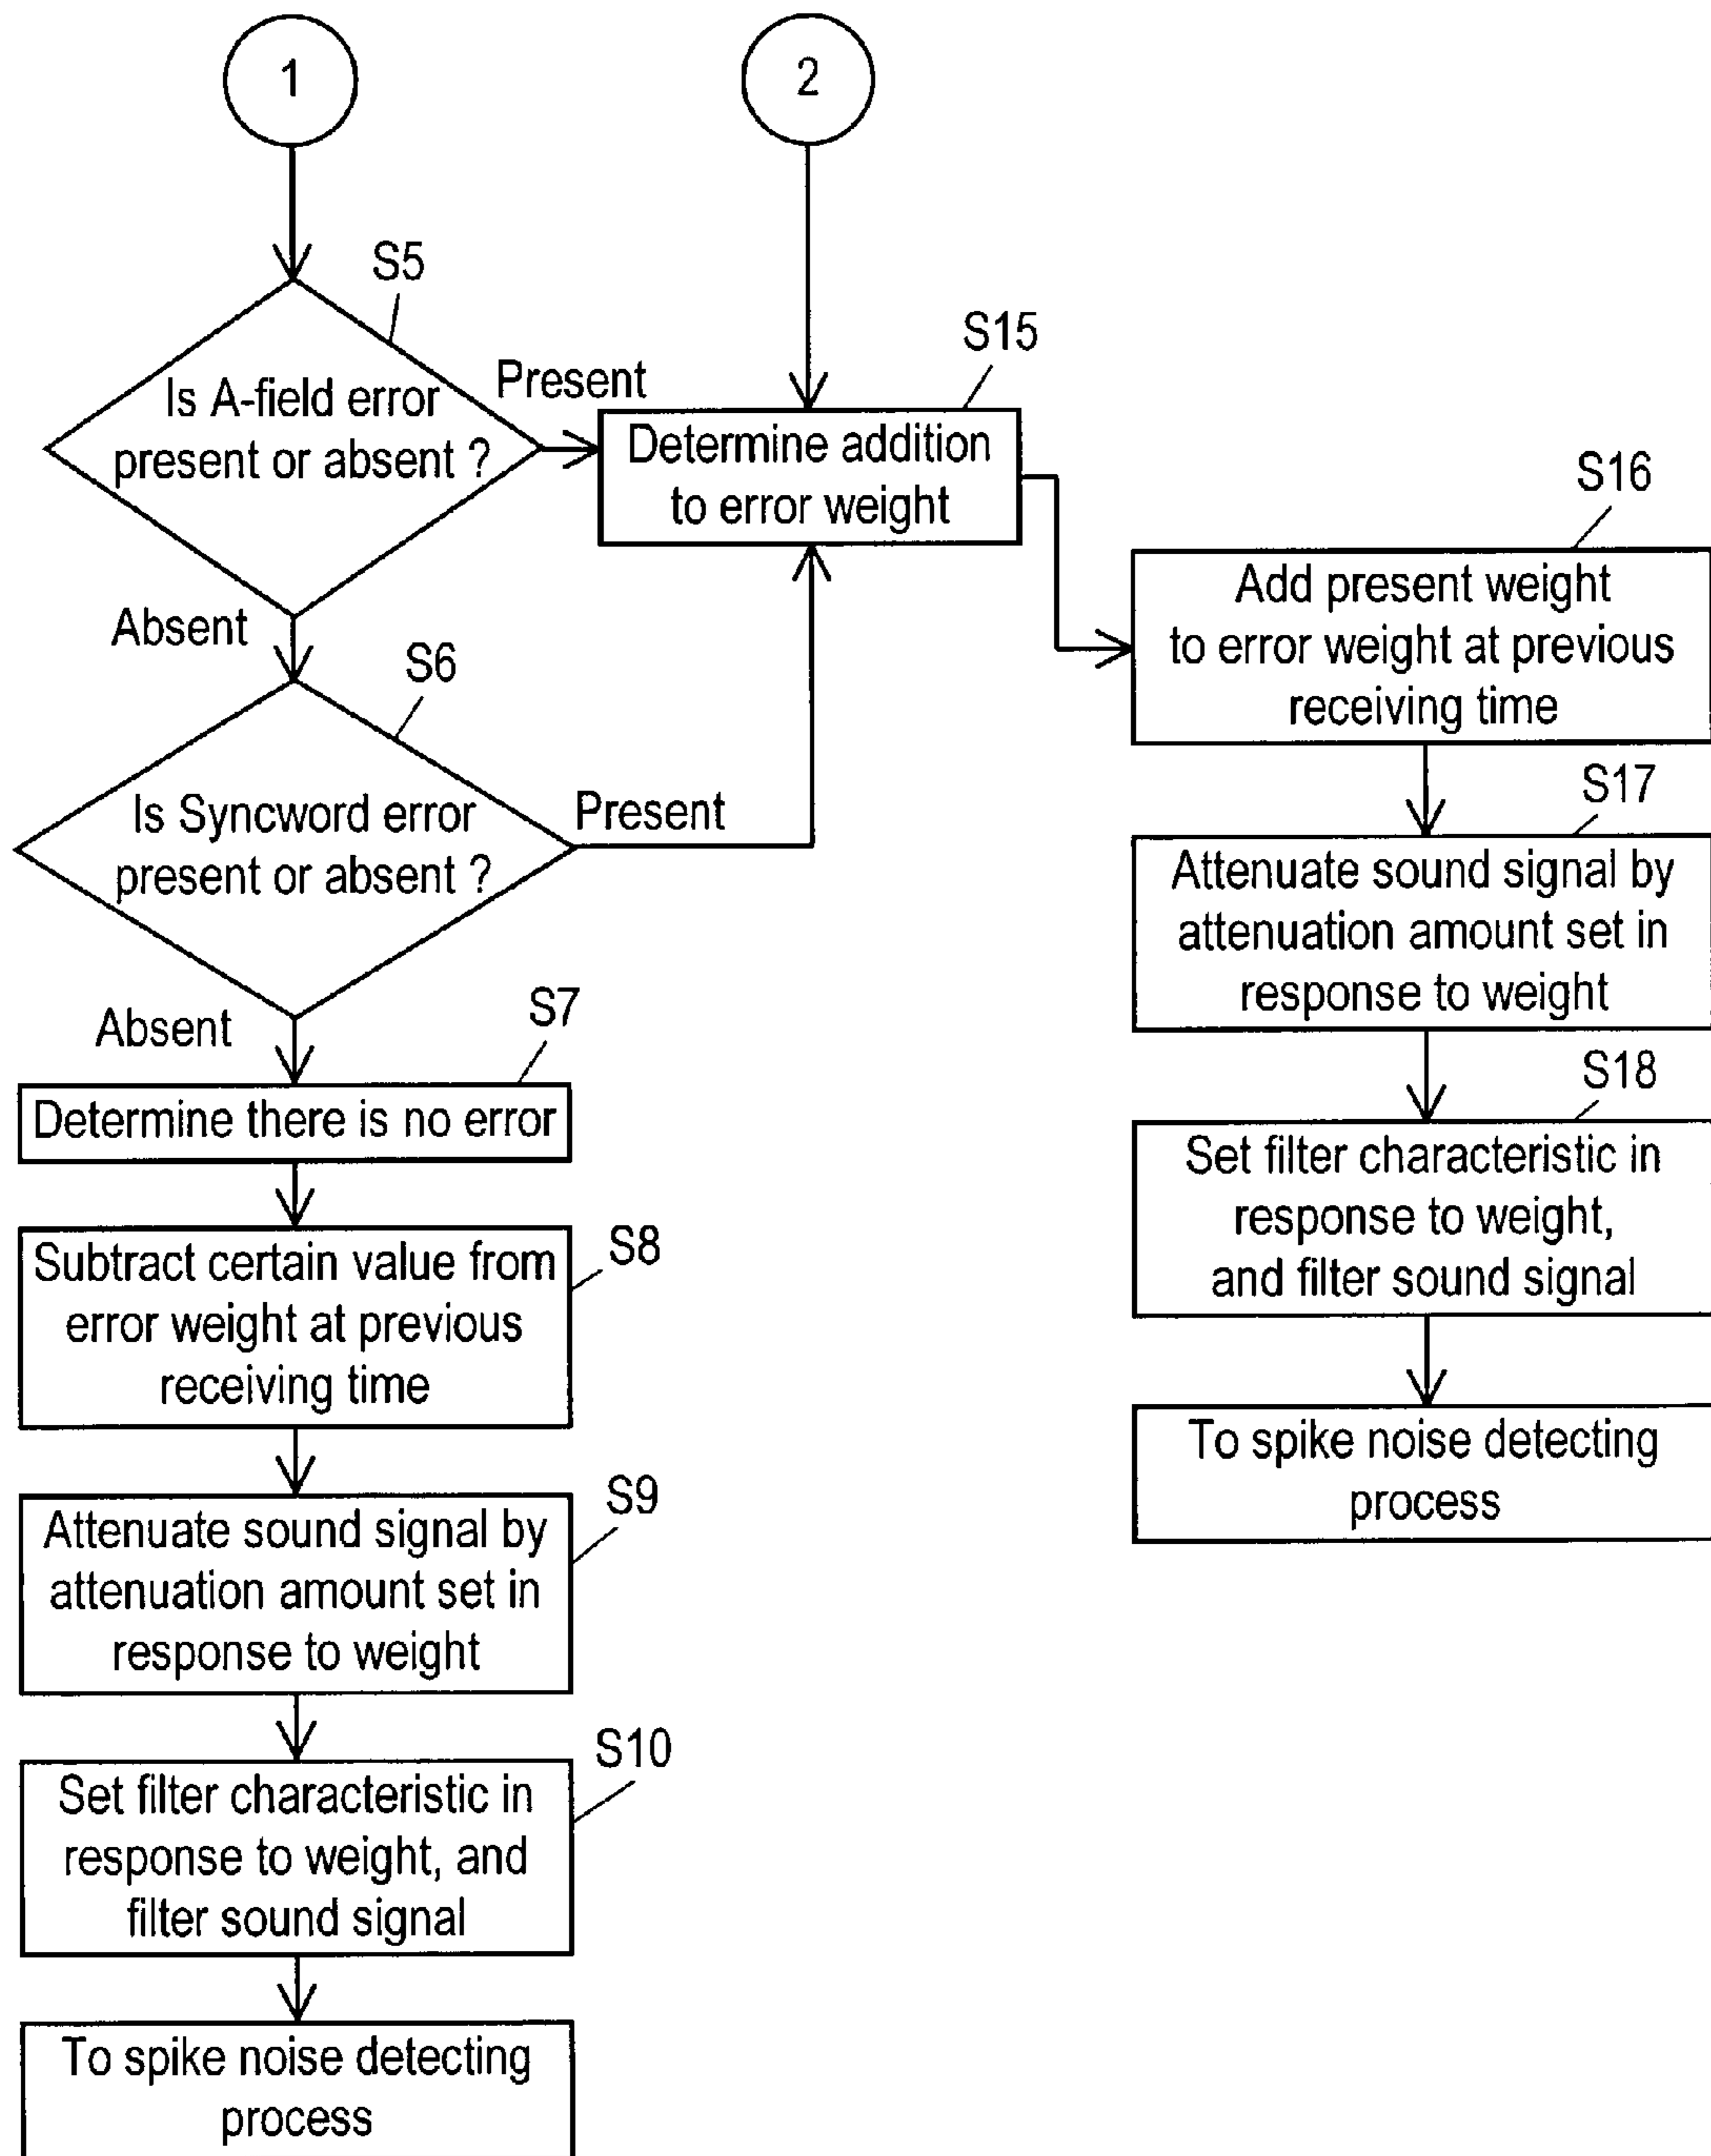 1
2
S5
Is A-field error
present or absent ?
Present
S15
Determine addition
to error weight
S16
Add present weight
to error weight at previous
receiving time
Absent
S6
Is Syncword error
present or absent ?
Present
S17
Attenuate sound signal by
attenuation amount set in
response to weight
Absent
S7
Determine there is no error
S18
Set filter characteristic in
response to weight,
and filter sound signal
S8
Subtract certain value from
error weight at previous
receiving time
To spike noise detecting
process
S9
Attenuate sound signal by
attenuation amount set in
response to weight
S10
Set filter characteristic in
response to weight, and
filter sound signal
To spike noise detecting
process